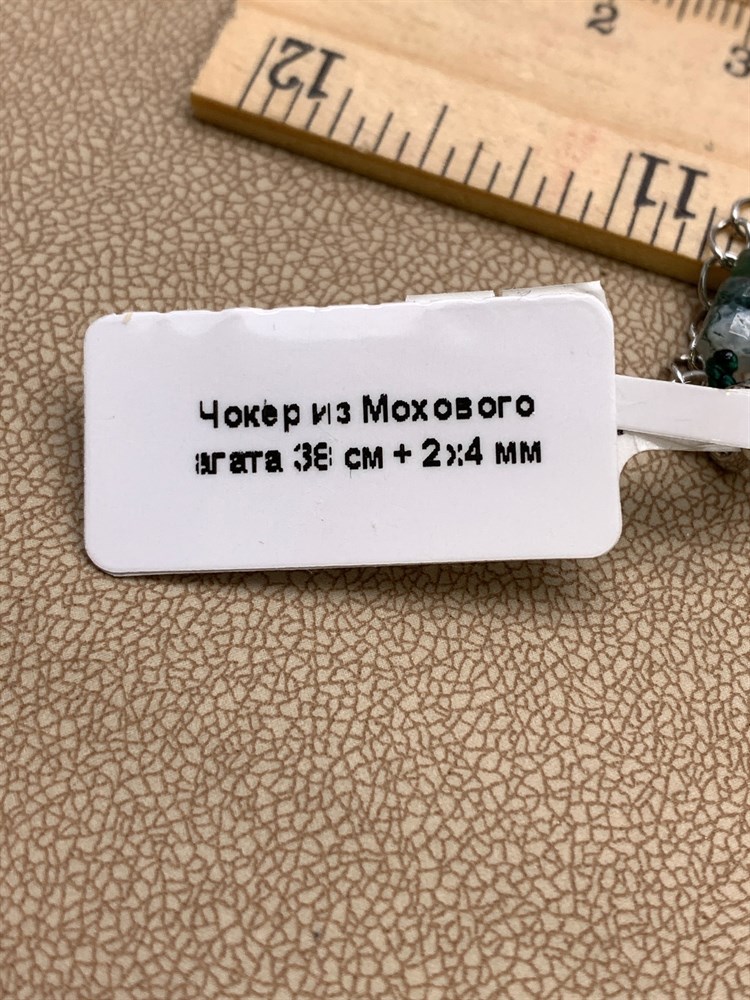 2
3
12
11
Чокер из Мохового
агата 38 см + 2х4 мм